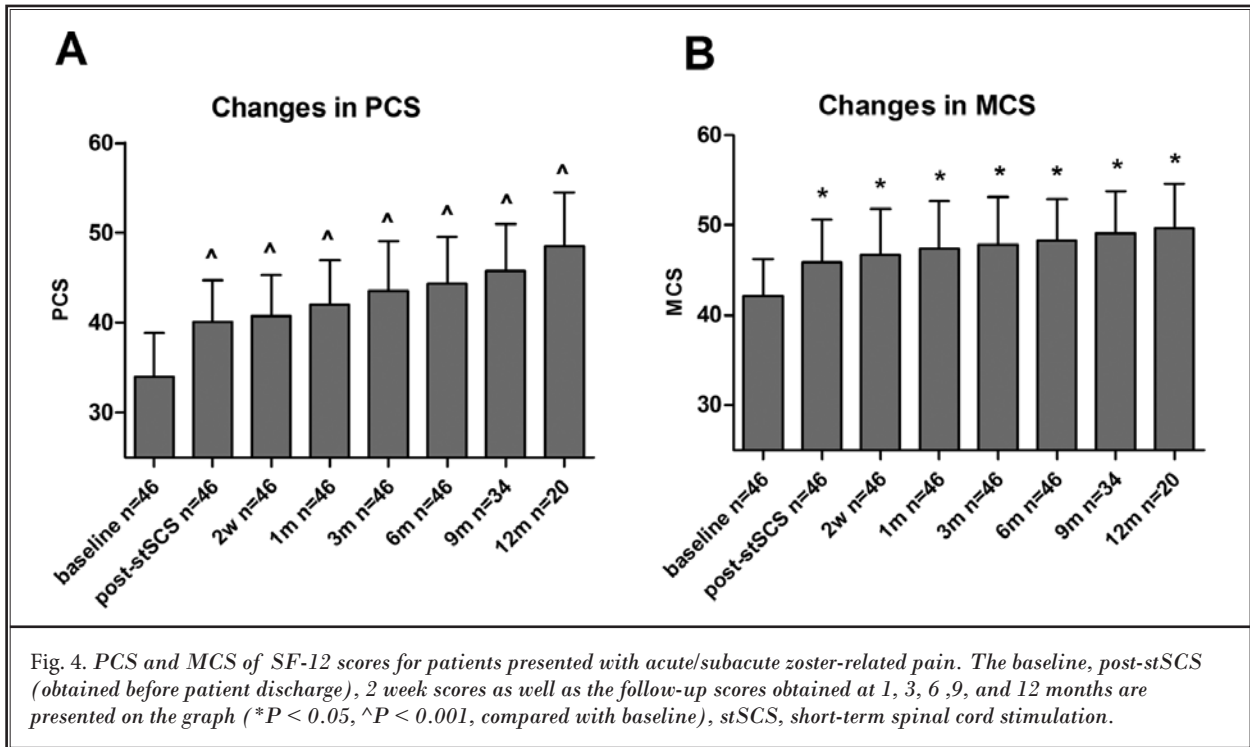 A
Changes in PCS
60
50
40
30
PCS
^ ^ ^ ^ ^ ^ ^
baseline n=46
post-stSCS n=46
2w n=46
1m n=46
3m n=46
6m n=46
9m n=34
12m n=20
B
Changes in MCS
60
50
40
30
MCS
* * * * * * *
baseline n=46
post-stSCS n=46
2w n=46
1m n=46
3m n=46
6m n=46
9m n=34
12m n=20
Fig. 4. PCS and MCS of SF-12 scores for patients presented with acute/subacute zoster-related pain. The baseline, post-stSCS
(obtained before patient discharge), 2 week scores as well as the follow-up scores obtained at 1, 3, 6 ,9, and 12 months are
presented on the graph (*P < 0.05, ^P < 0.001, compared with baseline), stSCS, short-term spinal cord stimulation.